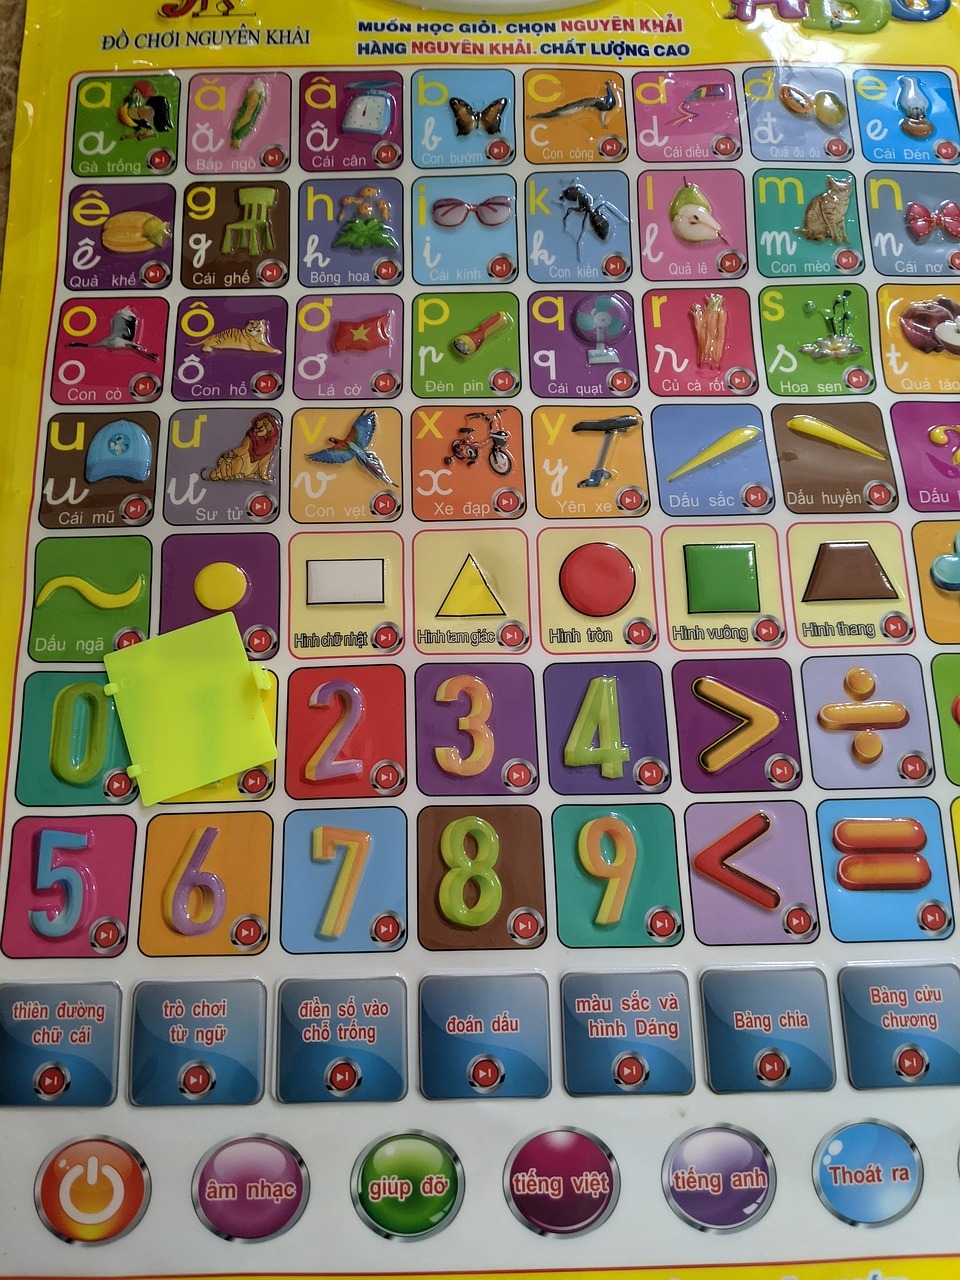 ĐỒ CHƠI NGUYÊN KHẢI
MUỐN HỌC GIỎI. CHỌN NGUYÊN KHẢI
HÀNG NGUYÊN KHẢI. CHẤT LƯỢNG CAO
a a Gà trống
ă ă Bắp ngô
â â Cái cân
b b Con bướm
c c Con công
d d Cái diều
đ đ Quả đu đủ
e e Cái Đèn
ê ê Quả khế
g g Cái ghế
h h Bông hoa
i i Cái kính
k k Con kiến
l l Quả lê
m m Con mèo
n n Cái nơ
o o Con cò
ô ô Con hổ
ơ ơ Lá cờ
p p Đèn pin
q q Cái quạt
r r Củ cà rốt
s s Hoa sen
t t Quả táo
u u Cái mũ
ư ư Sư tử
v v Con vẹt
x x Xe đạp
y y Yên xe
Dấu sắc
Dấu huyền
Dấu
Dấu ngã
Hình chữ nhật
Hình tam giác
Hình tròn
Hình vuông
Hình thang
0 2 3 4 > ÷
5 6 7 8 9 < =
thiên đường
chữ cái
trò chơi
từ ngữ
điền số vào
chỗ trống
đoán dấu
màu sắc và
hình Dáng
Bảng chia
Bảng cửu
chương
âm nhạc
giúp đỡ
tiếng việt
tiếng anh
Thoát ra